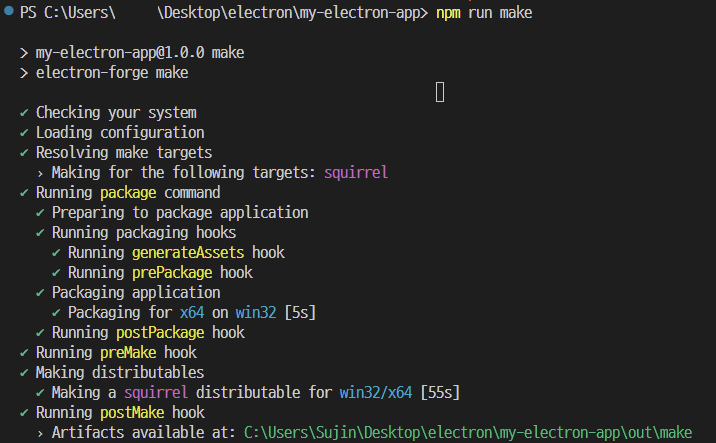 PS C:\Users\ \Desktop\electron\my-electron-app> npm run make
> my-electron-app@1.0.0 make
> electron-forge make
✔ Checking your system
✔ Loading configuration
✔ Resolving make targets
› Making for the following targets: squirrel
✔ Running package command
✔ Preparing to package application
✔ Running packaging hooks
✔ Running generateAssets hook
✔ Running prePackage hook
✔ Packaging application
✔ Packaging for x64 on win32 [5s]
✔ Running postPackage hook
✔ Running preMake hook
✔ Making distributables
✔ Making a squirrel distributable for win32/x64 [55s]
✔ Running postMake hook
› Artifacts available at: C:\Users\Sujin\Desktop\electron\my-electron-app\out\make